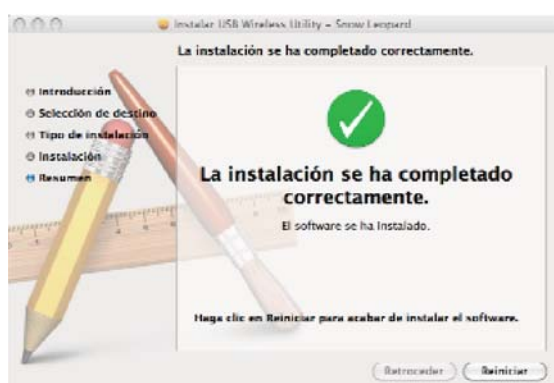 Instalar USB Wireless Utility – Snow Leopard
La instalación se ha completado correctamente.
Introducción
Selección de destino
Tipo de instalación
Instalación
Resumen
La instalación se ha completado
correctamente.
El software se ha instalado.
Haga clic en Reiniciar para acabar de instalar el software.
Retroceder
Reiniciar